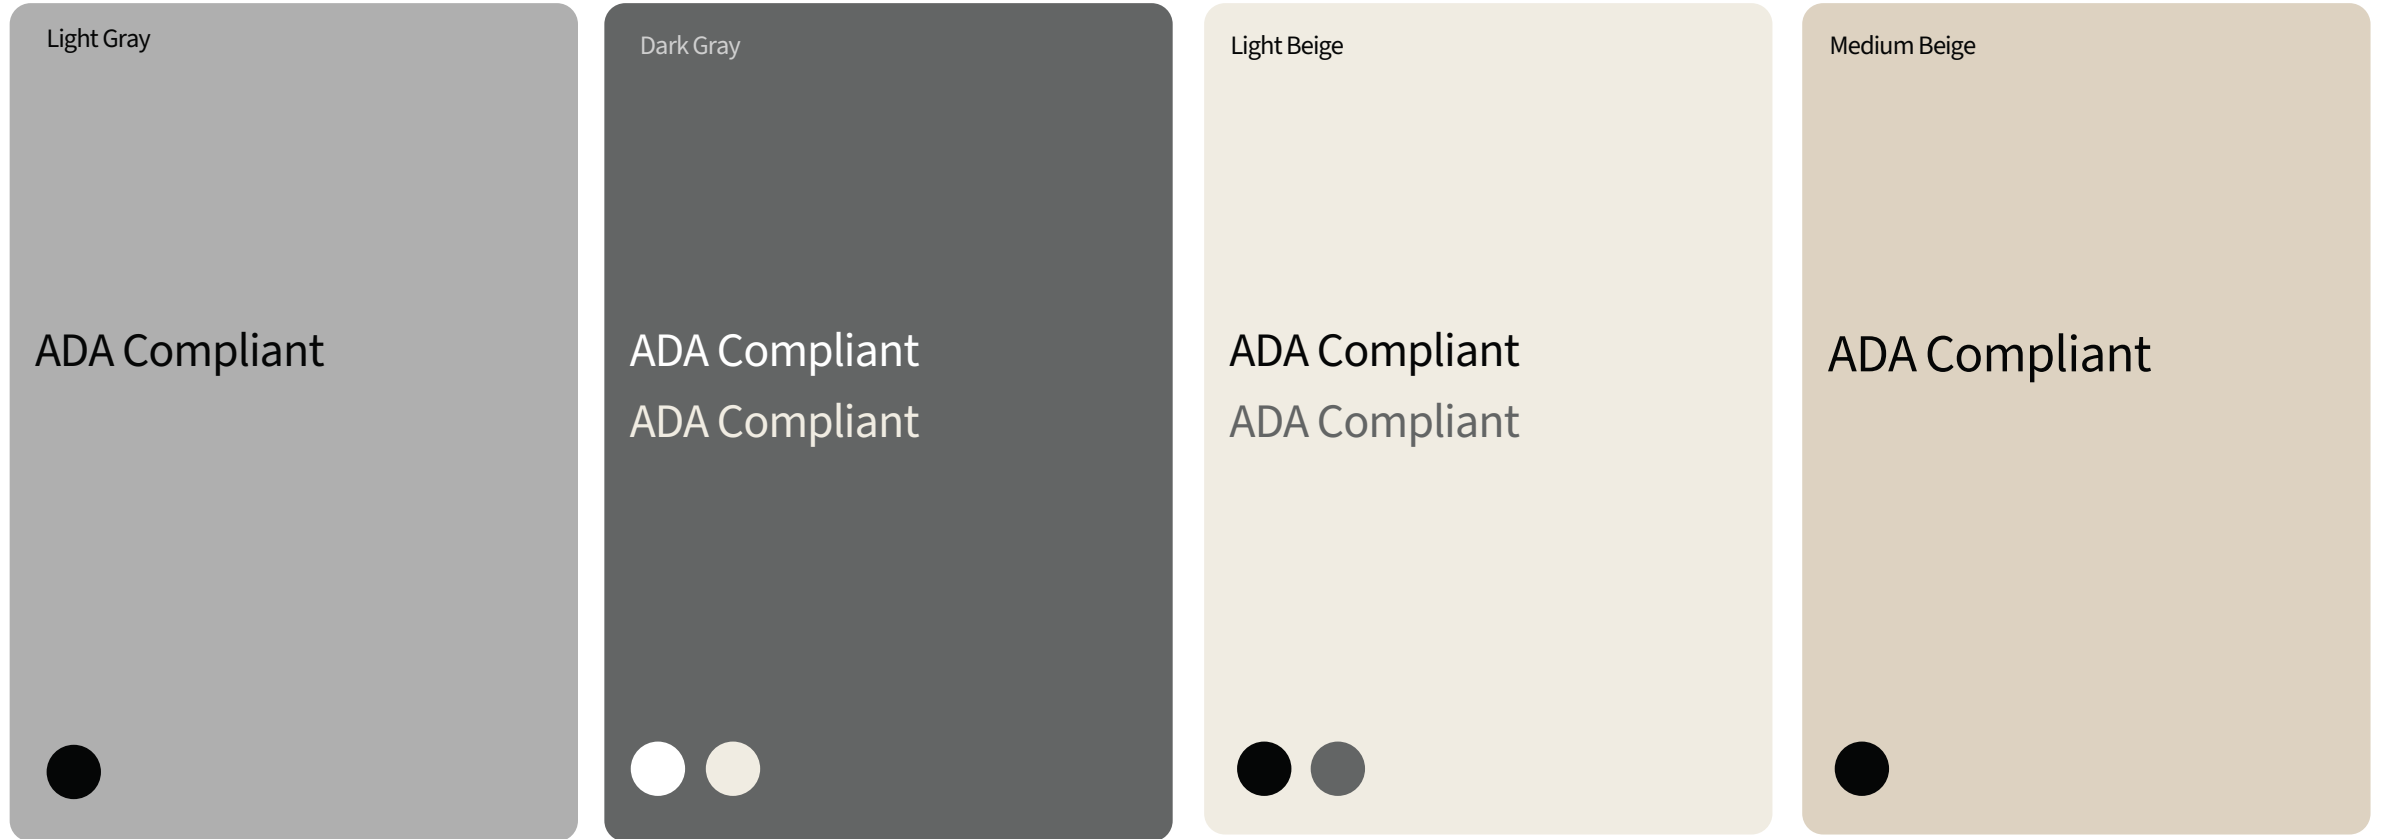 Light Gray
ADA Compliant
Dark Gray
ADA Compliant
ADA Compliant
Light Beige
ADA Compliant
ADA Compliant
Medium Beige
ADA Compliant